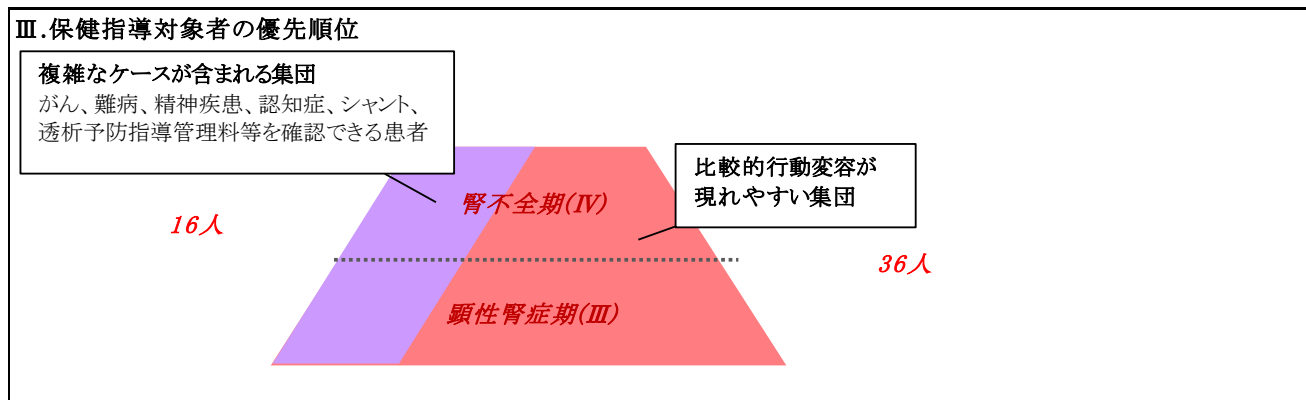 Ⅲ.保健指導対象者の優先順位
複雑なケースが含まれる集団
がん、難病、精神疾患、認知症、シャント、
透析予防指導管理料等を確認できる患者
比較的行動変容が
現れやすい集団
腎不全期(Ⅳ)
16人
36人
顕性腎症期(Ⅲ)